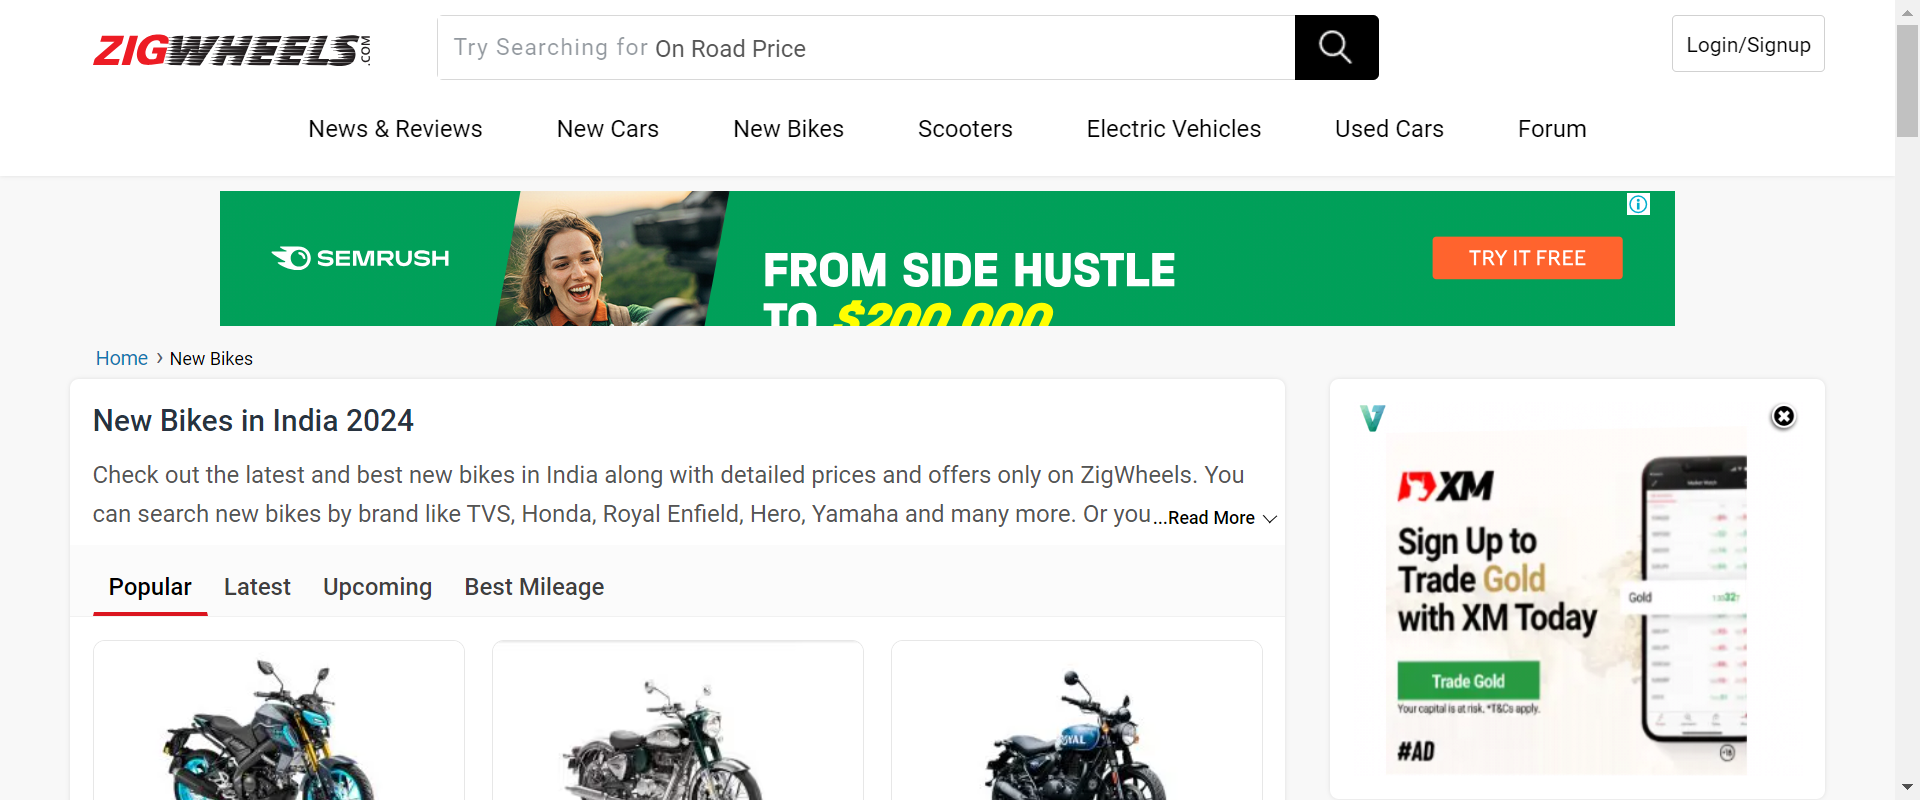 ZIGWHEELS.COM
Try Searching for On Road Price
Login/Signup
News & Reviews
New Cars
New Bikes
Scooters
Electric Vehicles
Used Cars
Forum
SEMRUSH
FROM SIDE HUSTLE
TO $200,000
TRY IT FREE
Home › New Bikes
New Bikes in India 2024
Check out the latest and best new bikes in India along with detailed prices and offers only on ZigWheels. You
can search new bikes by brand like TVS, Honda, Royal Enfield, Hero, Yamaha and many more. Or you ...Read More
Popular
Latest
Upcoming
Best Mileage
ROYAL
XM
Sign Up to
Trade Gold
with XM Today
Gold
Trade Gold
Your capital is at risk. *T&Cs apply.
#AD